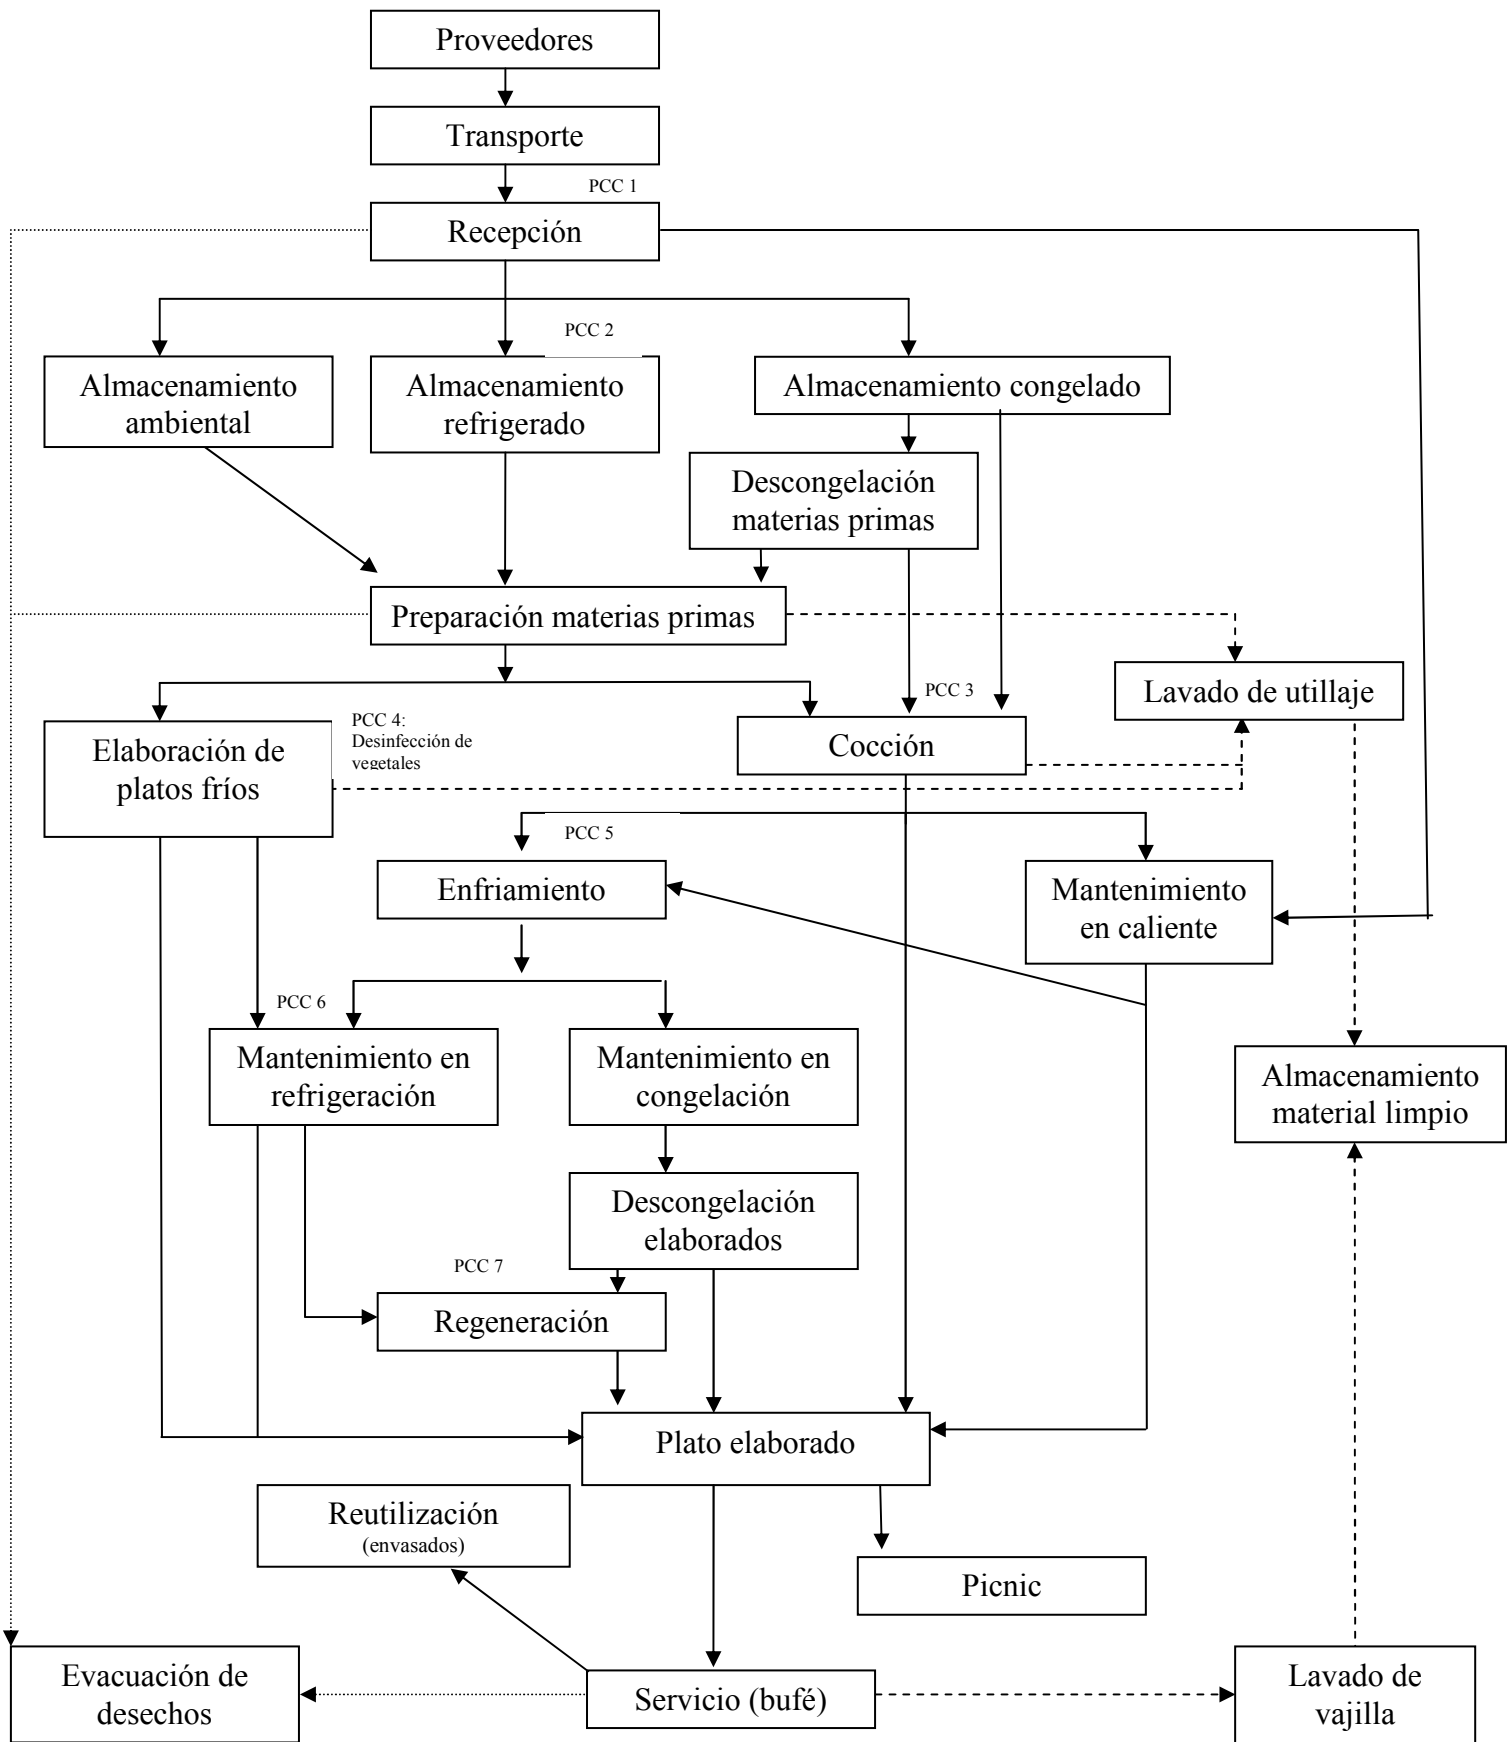 Proveedores
Transporte
PCC 1
Recepción
PCC 2
Almacenamiento
ambiental
Almacenamiento
refrigerado
Almacenamiento congelado
Descongelación
materias primas
Preparación materias primas
PCC 3
Lavado de utillaje
PCC 4:
Desinfección de
vegetales
Elaboración de
platos fríos
Cocción
PCC 5
Enfriamiento
Mantenimiento
en caliente
PCC 6
Mantenimiento en
refrigeración
Mantenimiento en
congelación
Almacenamiento
material limpio
Descongelación
elaborados
PCC 7
Regeneración
Plato elaborado
Reutilización
(envasados)
Picnic
Evacuación de
desechos
Servicio (bufé)
Lavado de
vajilla